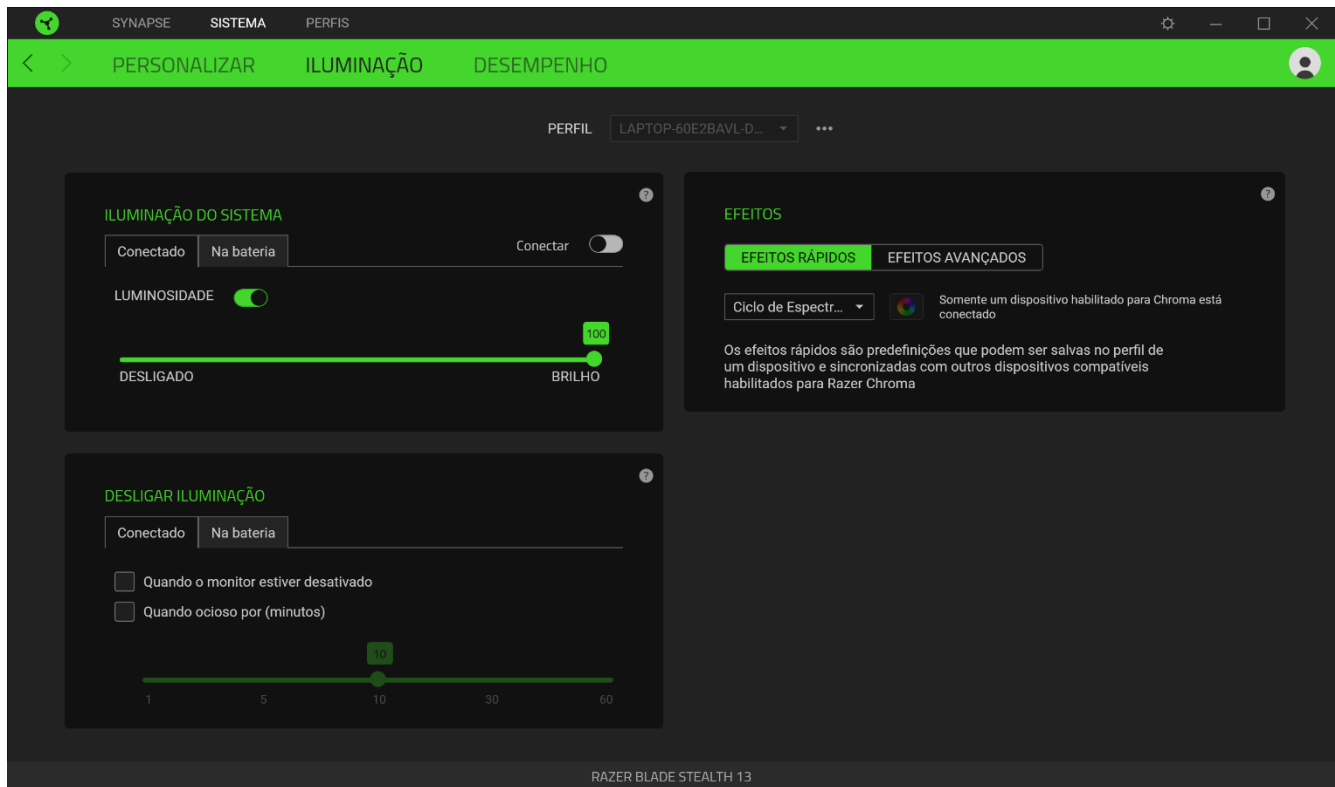 SYNAPSE SISTEMA PERFIS
PERSONALIZAR ILUMINAÇÃO DESEMPENHO
PERFIL LAPTOP-60E2BAVL-D...
ILUMINAÇÃO DO SISTEMA
Conectado Na bateria Conectar
LUMINOSIDADE
100
DESLIGADO BRILHO
EFEITOS
EFEITOS RÁPIDOS EFEITOS AVANÇADOS
Ciclo de Espectr...
Somente um dispositivo habilitado para Chroma está
conectado
Os efeitos rápidos são predefinições que podem ser salvas no perfil de
um dispositivo e sincronizadas com outros dispositivos compatíveis
habilitados para Razer Chroma
DESLIGAR ILUMINAÇÃO
Conectado Na bateria
Quando o monitor estiver desativado
Quando ocioso por (minutos)
10
1 5 10 30 60
RAZER BLADE STEALTH 13